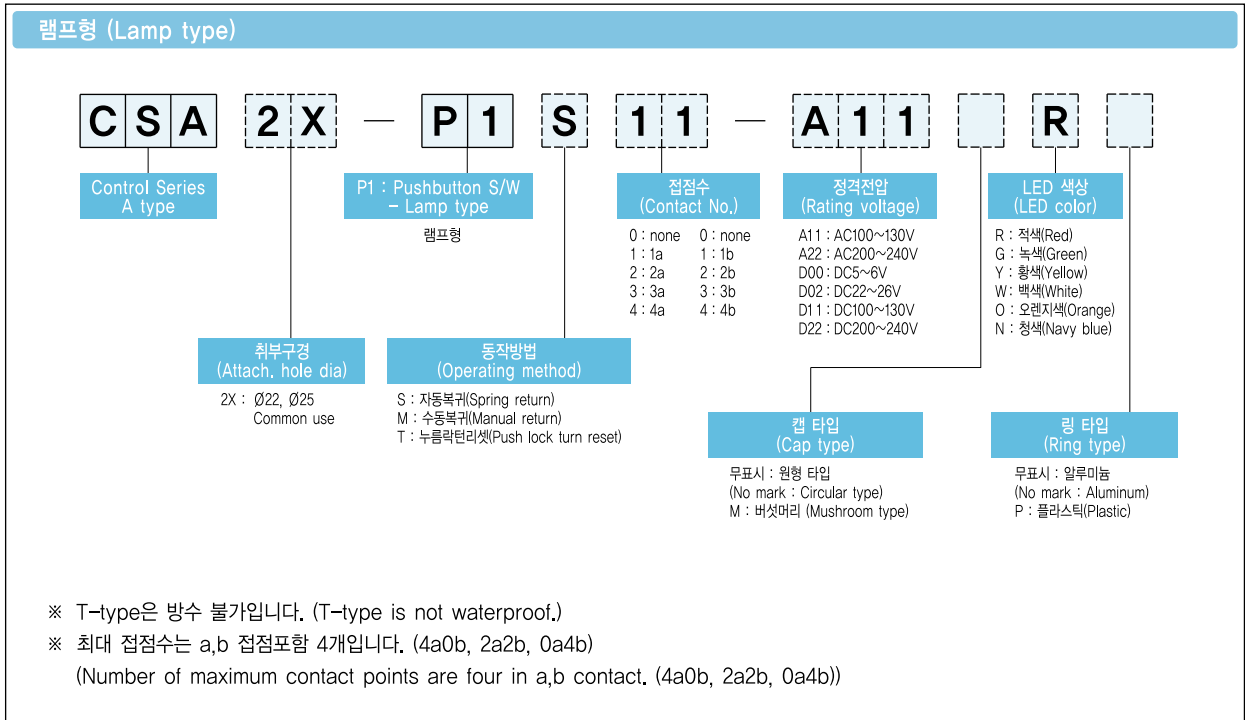 램프형 (Lamp type)
CSA 2X — P1 S 11 — A11 R
Control Series
A type
P1 : Pushbutton S/W
- Lamp type
램프형
접점수
(Contact No.)
0 : none 0 : none
1 : 1a 1 : 1b
2 : 2a 2 : 2b
3 : 3a 3 : 3b
4 : 4a 4 : 4b
정격전압
(Rating voltage)
A11 : AC100~130V
A22 : AC200~240V
D00 : DC5~6V
D02 : DC22~26V
D11 : DC100~130V
D22 : DC200~240V
LED 색상
(LED color)
R : 적색(Red)
G : 녹색(Green)
Y : 황색(Yellow)
W : 백색(White)
O : 오렌지색(Orange)
N : 청색(Navy blue)
취부구경
(Attach. hole dia)
2X : Ø22, Ø25
Common use
동작방법
(Operating method)
S : 자동복귀(Spring return)
M : 수동복귀(Manual return)
T : 누름락턴리셋(Push lock turn reset)
캡 타입
(Cap type)
무표시 : 원형 타입
(No mark : Circular type)
M : 버섯머리 (Mushroom type)
링 타입
(Ring type)
무표시 : 알루미늄
(No mark : Aluminum)
P : 플라스틱(Plastic)
※ T-type은 방수 불가입니다. (T-type is not waterproof.)
※ 최대 접점수는 a,b 접점포함 4개입니다. (4a0b, 2a2b, 0a4b)
(Number of maximum contact points are four in a,b contact. (4a0b, 2a2b, 0a4b))